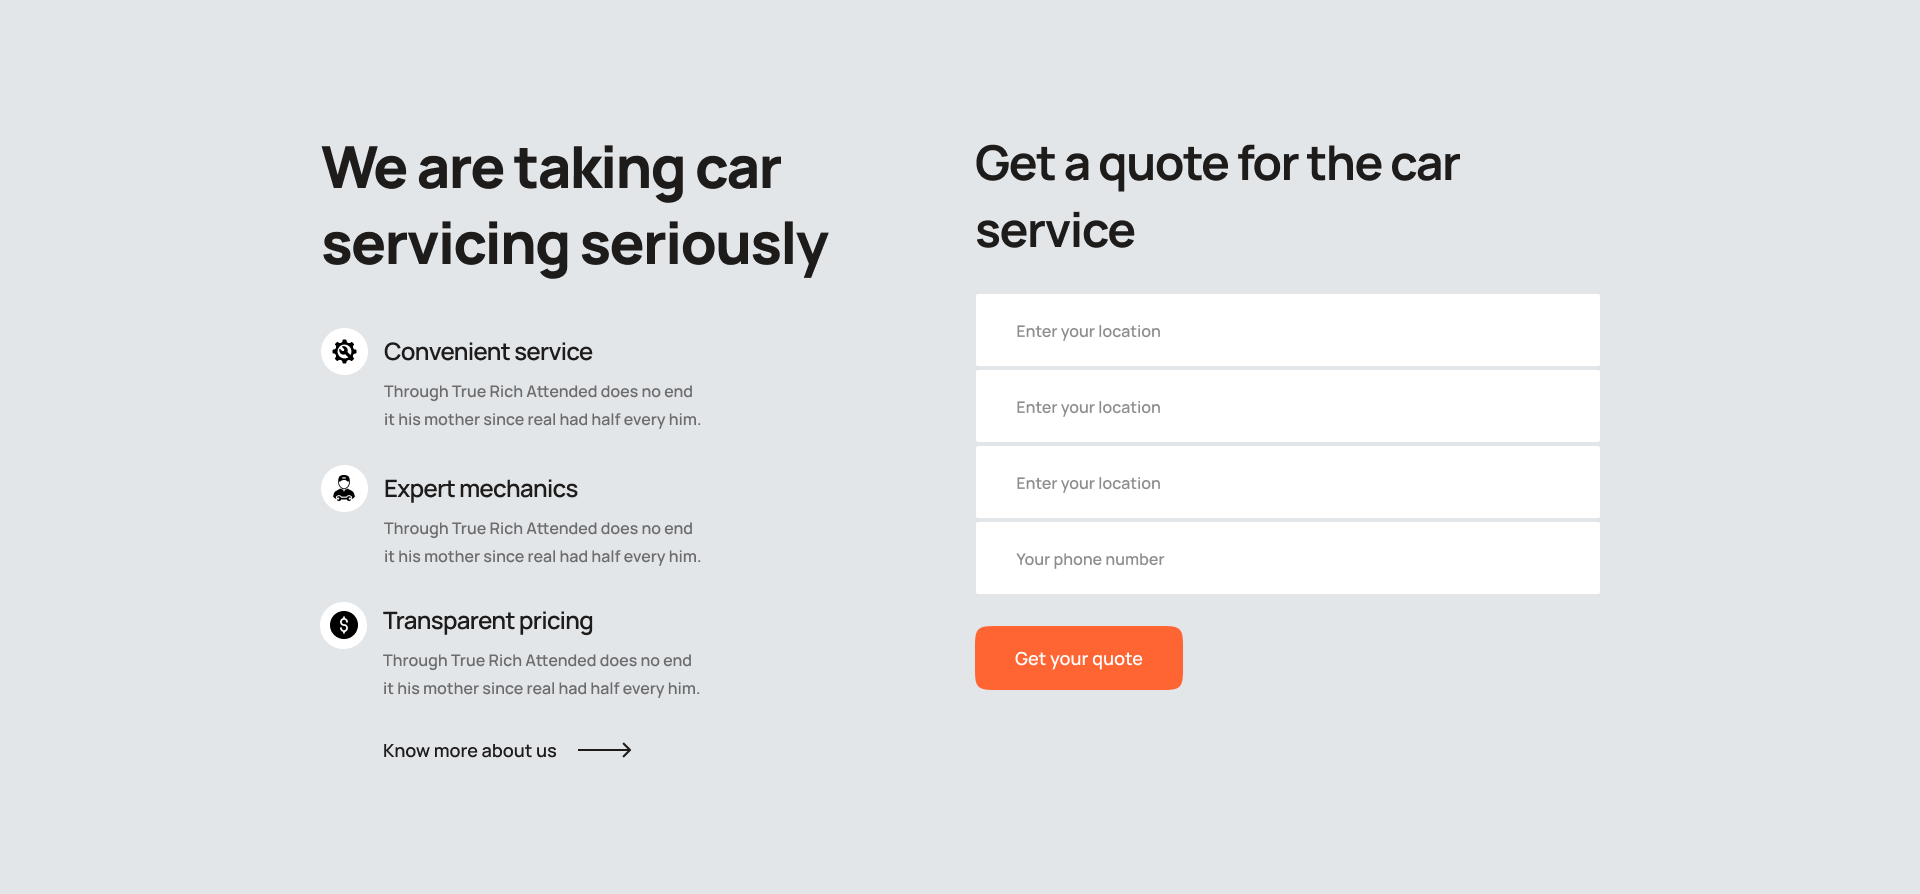 We are taking car
servicing seriously
Convenient service
Through True Rich Attended does no end
it his mother since real had half every him.
Expert mechanics
Through True Rich Attended does no end
it his mother since real had half every him.
$
Transparent pricing
Through True Rich Attended does no end
it his mother since real had half every him.
Know more about us
Get a quote for the car
service
Enter your location
Enter your location
Enter your location
Your phone number
Get your quote